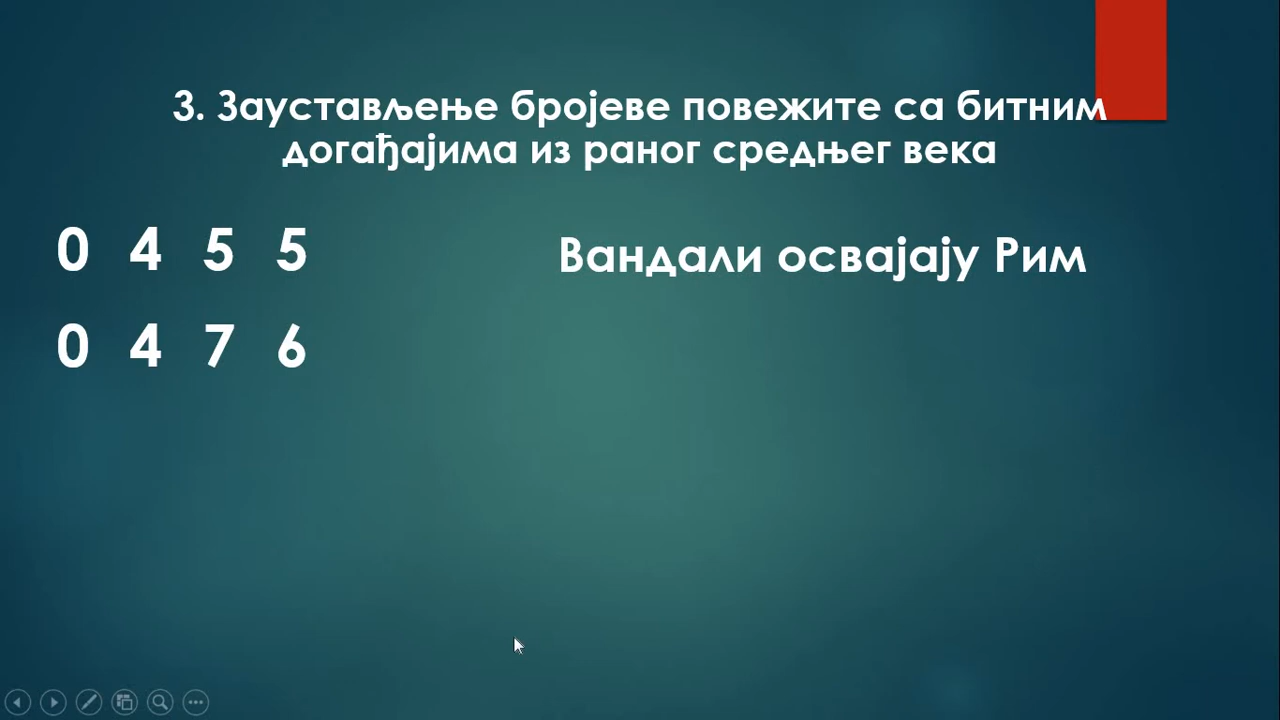 3. Заустављење бројеве повежите са битним
догађајима из раног средњег века
0 4 5 5 Вандали освајају Рим
0 4 7 6